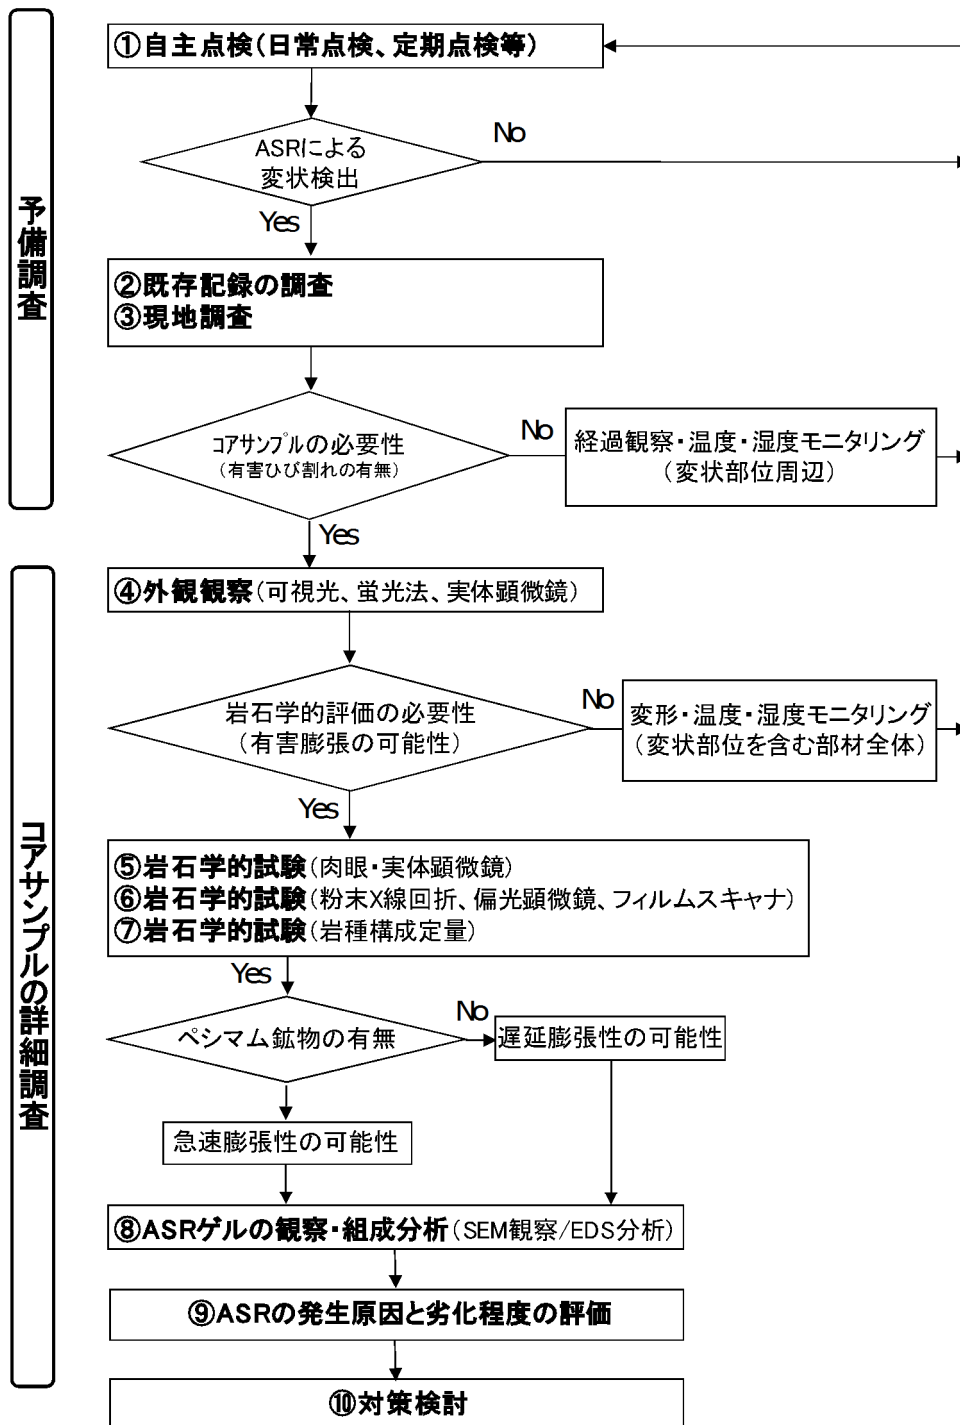 予備調査
①自主点検（日常点検、定期点検等）
ASRによる
変状検出
No
Yes
②既存記録の調査
③現地調査
コアサンプルの必要性
（有害ひび割れの有無）
No
経過観察・温度・湿度モニタリング
（変状部位周辺）
Yes
コアサンプルの詳細調査
④外観観察（可視光、蛍光法、実体顕微鏡）
岩石学的評価の必要性
（有害膨張の可能性）
No
変形・温度・湿度モニタリング
（変状部位を含む部材全体）
Yes
⑤岩石学的試験（肉眼・実体顕微鏡）
⑥岩石学的試験（粉末X線回折、偏光顕微鏡、フィルムスキャナ）
⑦岩石学的試験（岩種構成定量）
Yes
ペシマム鉱物の有無
No
遅延膨張性の可能性
急速膨張性の可能性
⑧ASRゲルの観察・組成分析（SEM観察/EDS分析）
⑨ASRの発生原因と劣化程度の評価
⑩対策検討